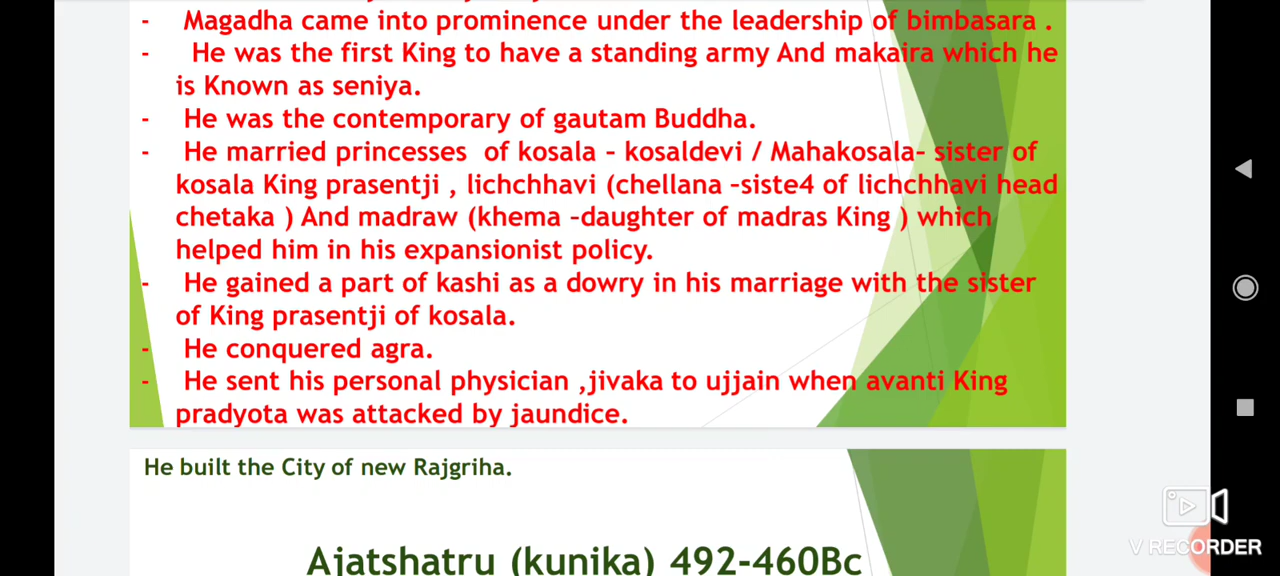 - Magadha came into prominence under the leadership of bimbasara .
- He was the first King to have a standing army And makaira which he
is Known as seniya.
- He was the contemporary of gautam Buddha.
- He married princesses of kosala – kosaldevi / Mahakosala– sister of
kosala King prasentji , lichchhavi (chellana –siste4 of lichchhavi head
chetaka ) And madraw (khema –daughter of madras King ) which
helped him in his expansionist policy.
- He gained a part of kashi as a dowry in his marriage with the sister
of King prasentji of kosala.
- He conquered agra.
- He sent his personal physician ,jivaka to ujjain when avanti King
pradyota was attacked by jaundice.
He built the City of new Rajgriha.
Ajatshatru (kunika) 492-460Bc
V RECORDER